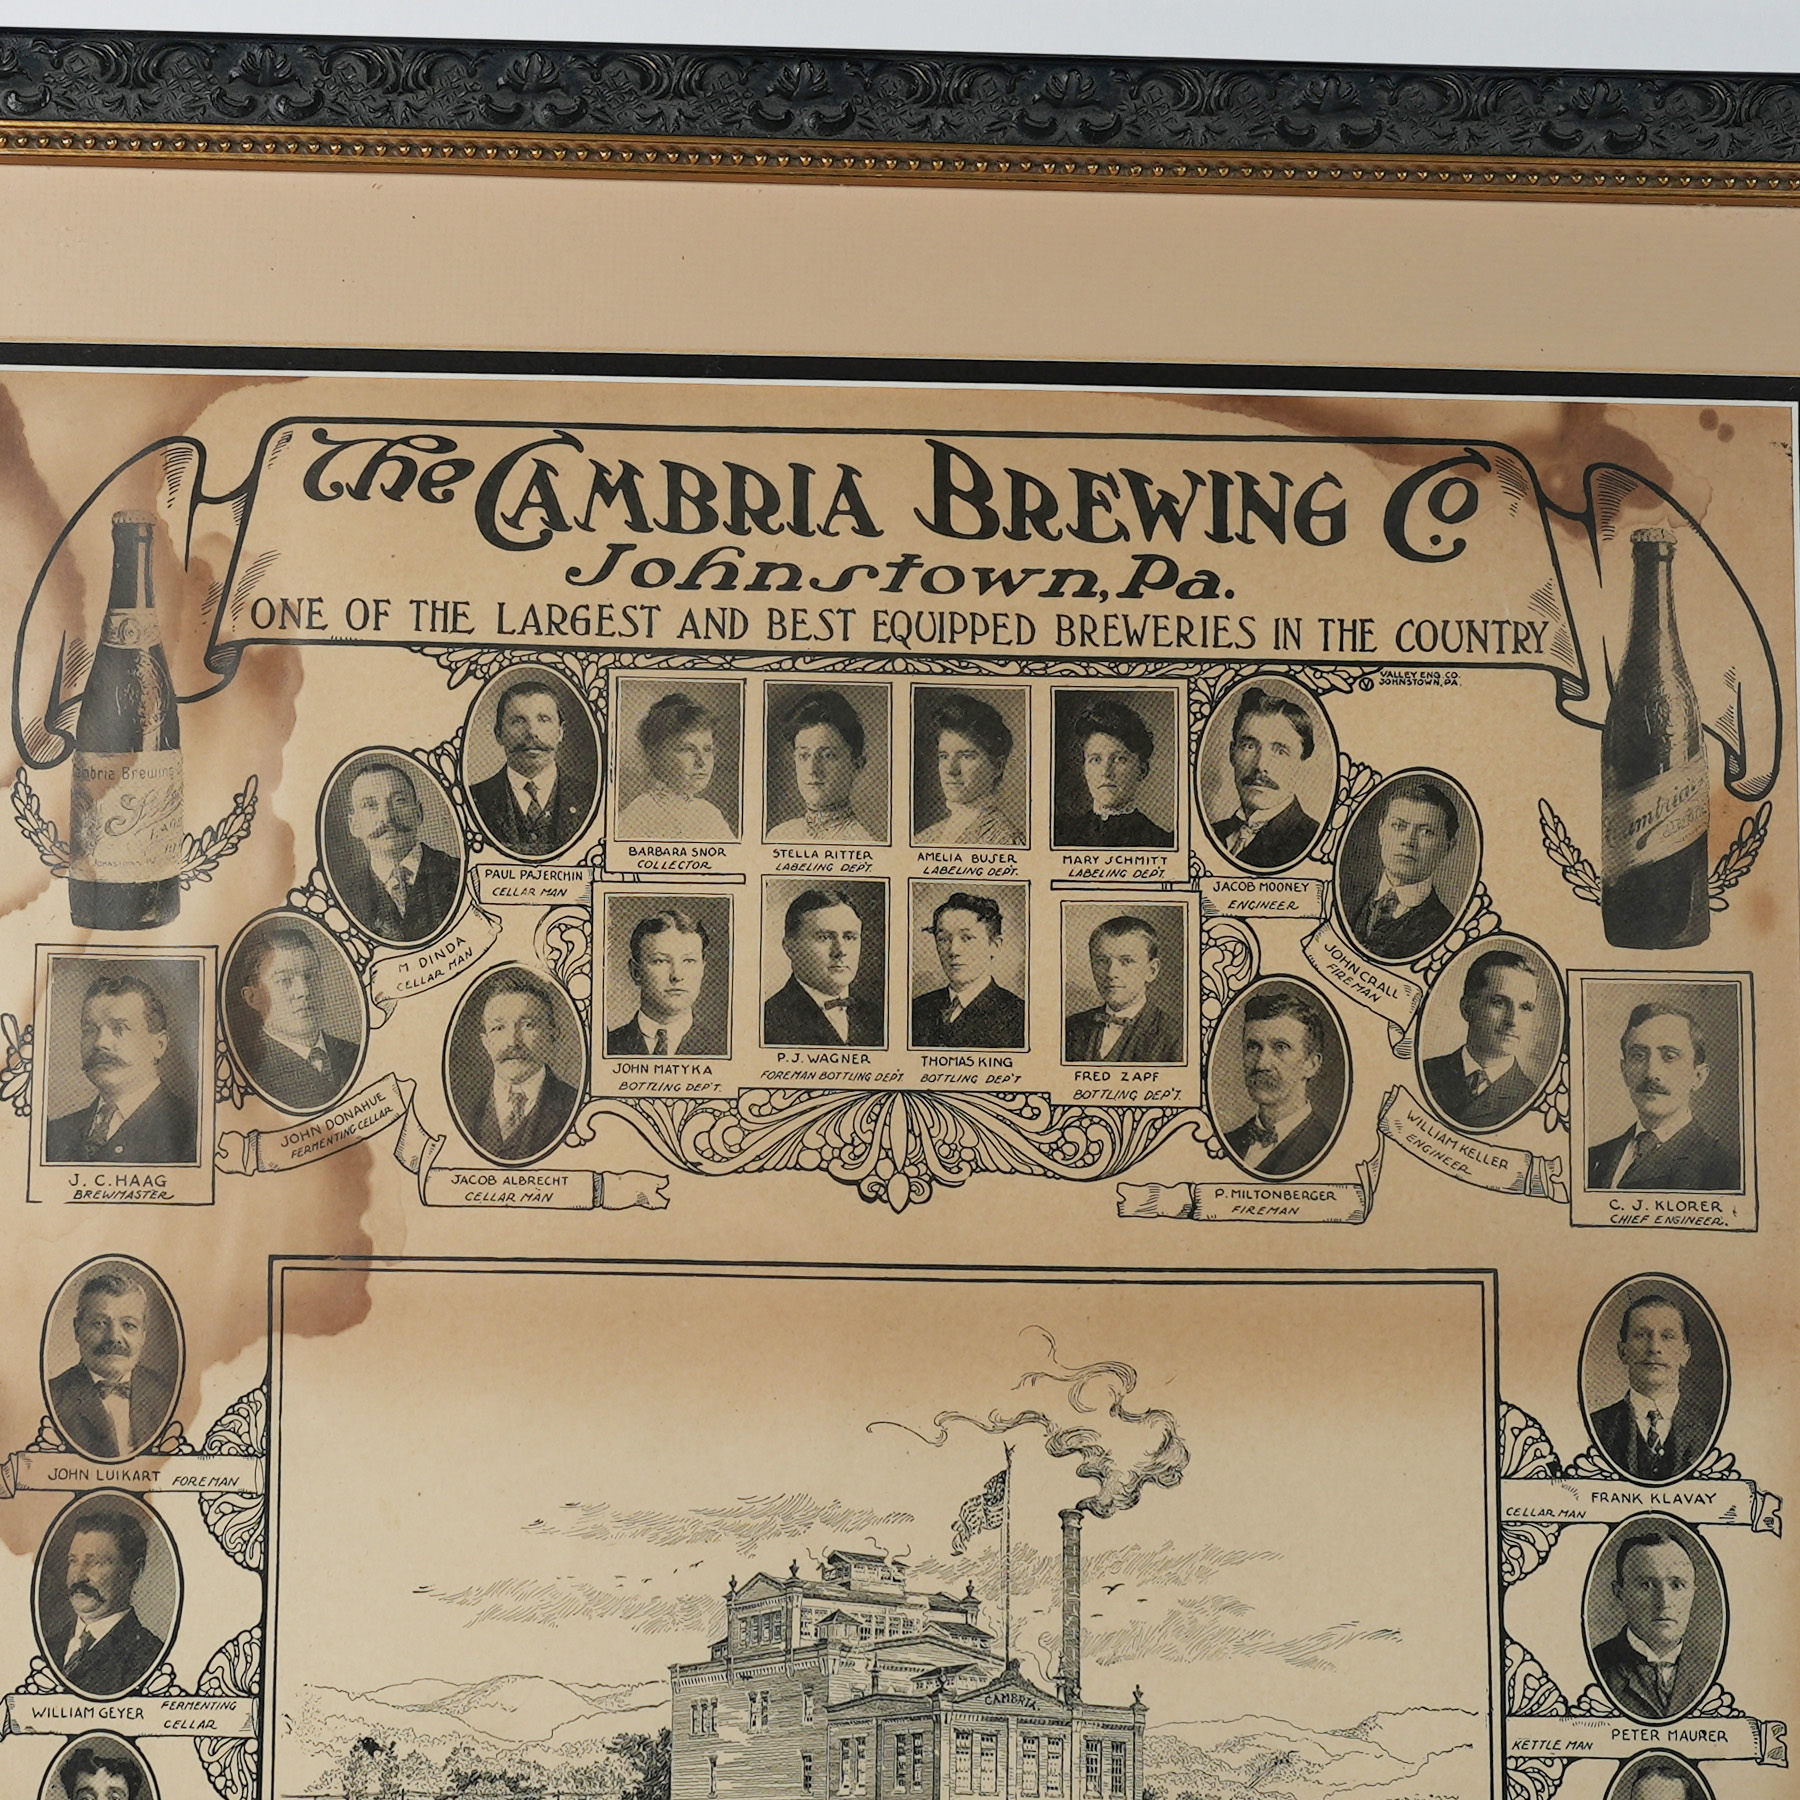 The CAMBRIA BREWING CO.
Johnstown, Pa.
ONE OF THE LARGEST AND BEST EQUIPPED BREWERIES IN THE COUNTRY
VALLEY ENG. CO.
JOHNSTOWN, PA.
Brewing
BARBARA SNOR
COLLECTOR
STELLA RITTER
LABELING DEP'T.
AMELIA BUSER
LABELING DEP'T.
MARY SCHMITT
LABELING DEP'T.
PAUL PAJERCHIN
CELLAR MAN
JACOB MOONEY
ENGINEER
M DINDA
CELLAR MAN
JOHN CRALL
FIREMAN
JOHN MATYKA
BOTTLING DEP'T.
P. J. WAGNER
FOREMAN BOTTLING DEP'T.
THOMAS KING
BOTTLING DEP'T
FRED ZAPF
BOTTLING DEP'T.
JOHN DONAHUE
FERMENTING CELLAR
WILLIAM KELLER
ENGINEER
J. C. HAAG
BREWMASTER
JACOB ALBRECHT
CELLAR MAN
P. MILTONBERGER
FIREMAN
C. J. KLORER
CHIEF ENGINEER.
JOHN LUIKART FOREMAN
FRANK KLAVAY
CELLAR MAN
WILLIAM GEYER FERMENTING
CELLAR
PETER MAURER
KETTLE MAN
CAMBRIA